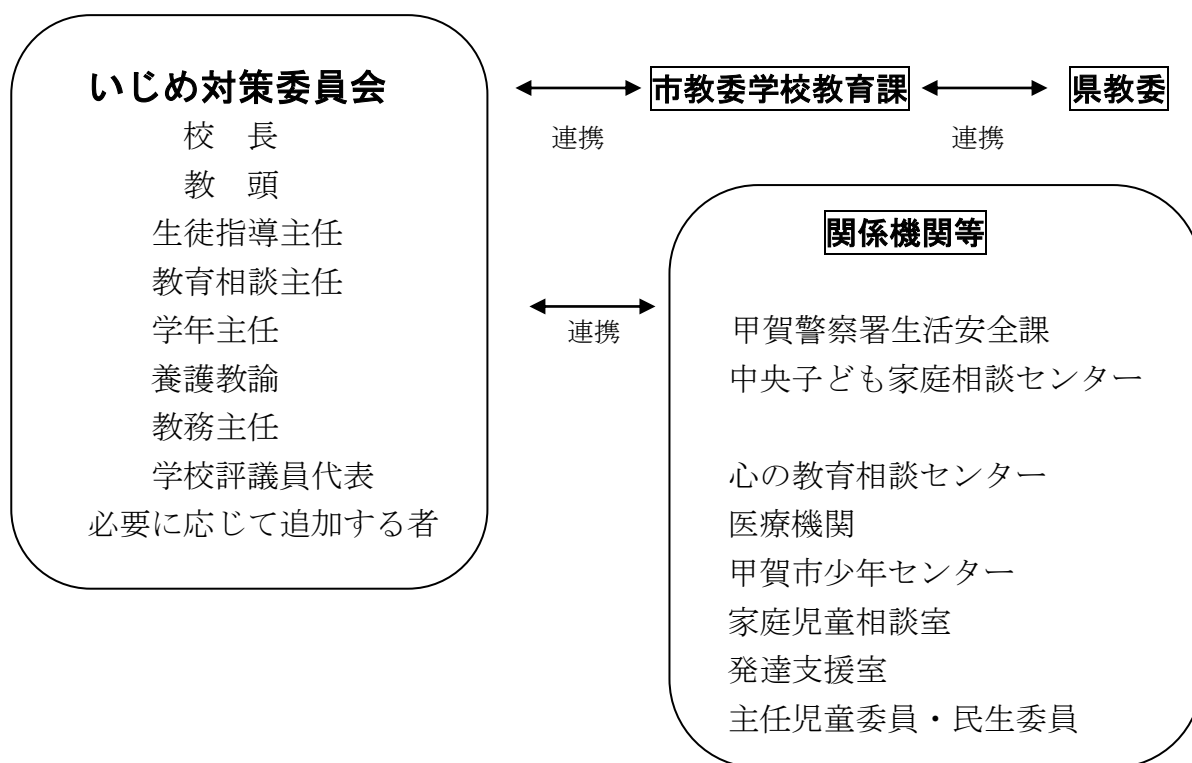 いじめ対策委員会
校　長
教　頭
生徒指導主任
教育相談主任
学年主任
養護教諭
教務主任
学校評議員代表
必要に応じて追加する者
連携
市教委学校教育課
連携
県教委
連携
関係機関等
甲賀警察署生活安全課
中央子ども家庭相談センター
心の教育相談センター
医療機関
甲賀市少年センター
家庭児童相談室
発達支援室
主任児童委員・民生委員